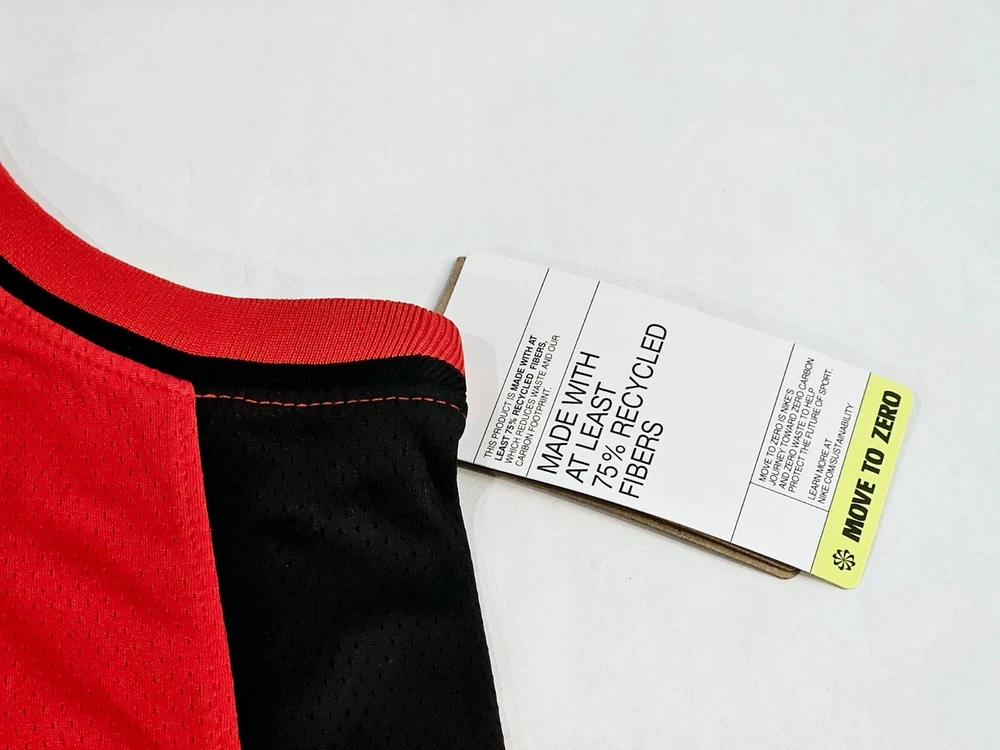 THIS PRODUCT IS MADE WITH AT
LEAST 75% RECYCLED FIBERS,
WHICH REDUCES WASTE AND OUR
CARBON FOOTPRINT.
MADE WITH
AT LEAST
75% RECYCLED
FIBERS
MOVE TO ZERO IS NIKE'S
JOURNEY TOWARD ZERO CARBON
AND ZERO WASTE TO HELP
PROTECT THE FUTURE OF SPORT.
LEARN MORE AT
NIKE.COM/SUSTAINABILITY
MOVE TO ZERO